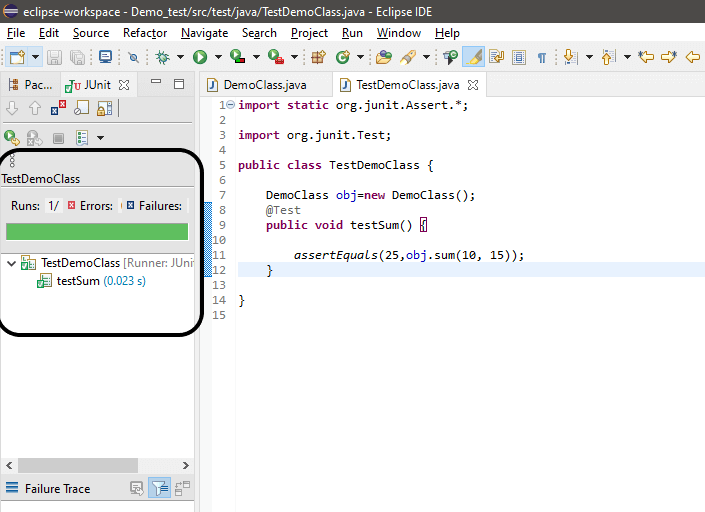 eclipse-workspace - Demo_test/src/test/java/TestDemoClass.java - Eclipse IDE
File Edit Source Refactor Navigate Search Project Run Window Help
Pac... JUnit
DemoClass.java TestDemoClass.java
TestDemoClass
Runs: 1/ Errors: Failures:
TestDemoClass [Runner: JUni
testSum (0.023 s)
Failure Trace
1 import static org.junit.Assert.*;
2
3 import org.junit.Test;
4
5 public class TestDemoClass {
6
7 DemoClass obj=new DemoClass();
8 @Test
9 public void testSum() {
10
11 assertEquals(25,obj.sum(10, 15));
12 }
13
14 }
15